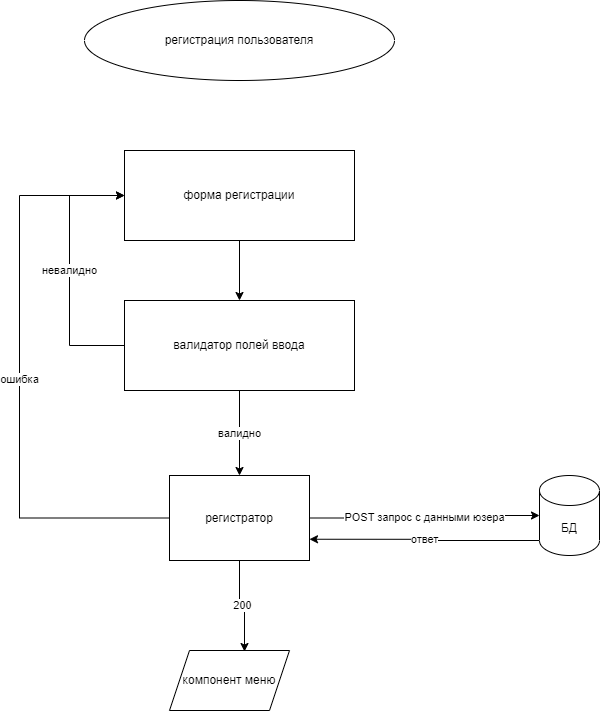 регистрация пользователя
форма регистрации
невалидно
валидатор полей ввода
ошибка
валидно
регистратор
POST запрос с данными юзера
БД
ответ
200
компонент меню